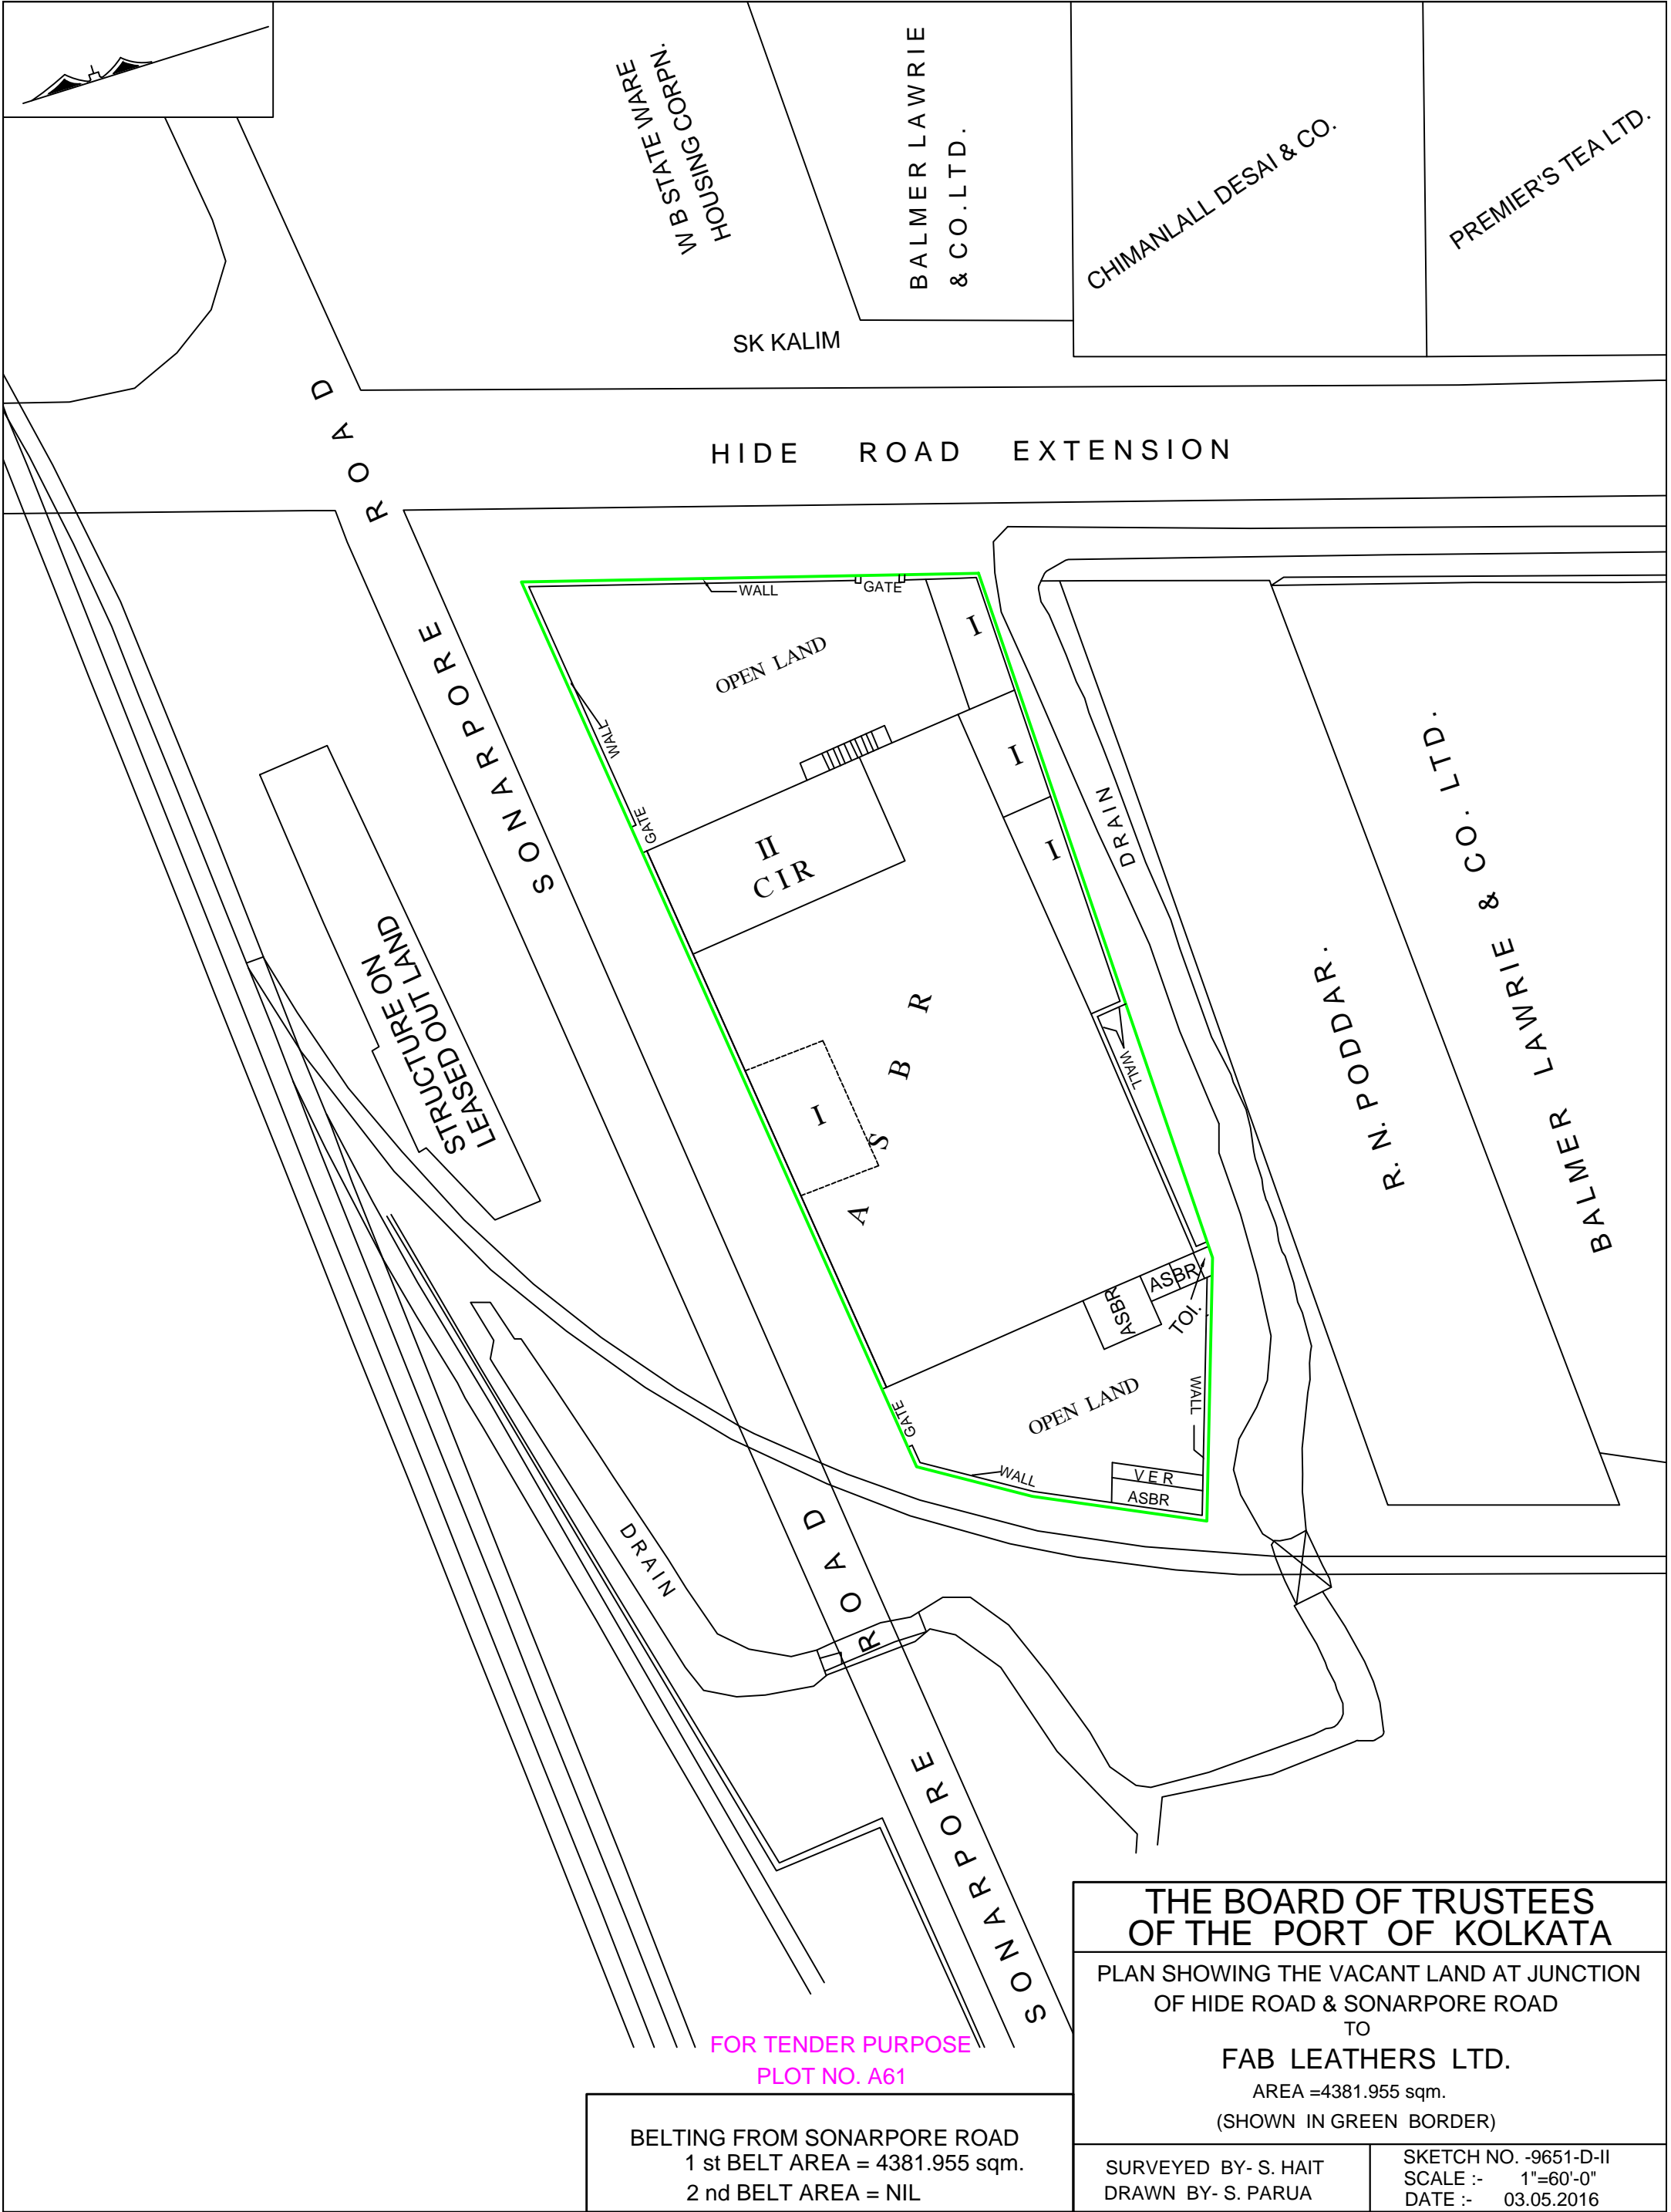 W B STATE WARE
HOUSING CORPN.
BALMER LAWRIE
& CO.LTD.
CHIMANLALL DESAI & CO.
PREMIER'S TEA LTD.
SK KALIM
HIDE ROAD EXTENSION
SONARPORE ROAD
WALL
GATE
OPEN LAND
I
WALL
GATE
I
I
DRAIN
II
CIR
STRUCTURE ON
LEASED OUT LAND
ASBR
I
WALL
R. N. PODDAR.
BALMER LAWRIE & CO. LTD.
ASBR
ASBR
TOI.
OPEN LAND
WALL
GATE
WALL
VER
ASBR
DRAIN
SONARPORE ROAD
FOR TENDER PURPOSE
PLOT NO. A61
BELTING FROM SONARPORE ROAD
1 st BELT AREA = 4381.955 sqm.
2 nd BELT AREA = NIL
THE BOARD OF TRUSTEES
OF THE PORT OF KOLKATA
PLAN SHOWING THE VACANT LAND AT JUNCTION
OF HIDE ROAD & SONARPORE ROAD
TO
FAB LEATHERS LTD.
AREA =4381.955 sqm.
(SHOWN IN GREEN BORDER)
SURVEYED BY- S. HAIT
DRAWN BY- S. PARUA
SKETCH NO. -9651-D-II
SCALE :- 1"=60'-0"
DATE :- 03.05.2016